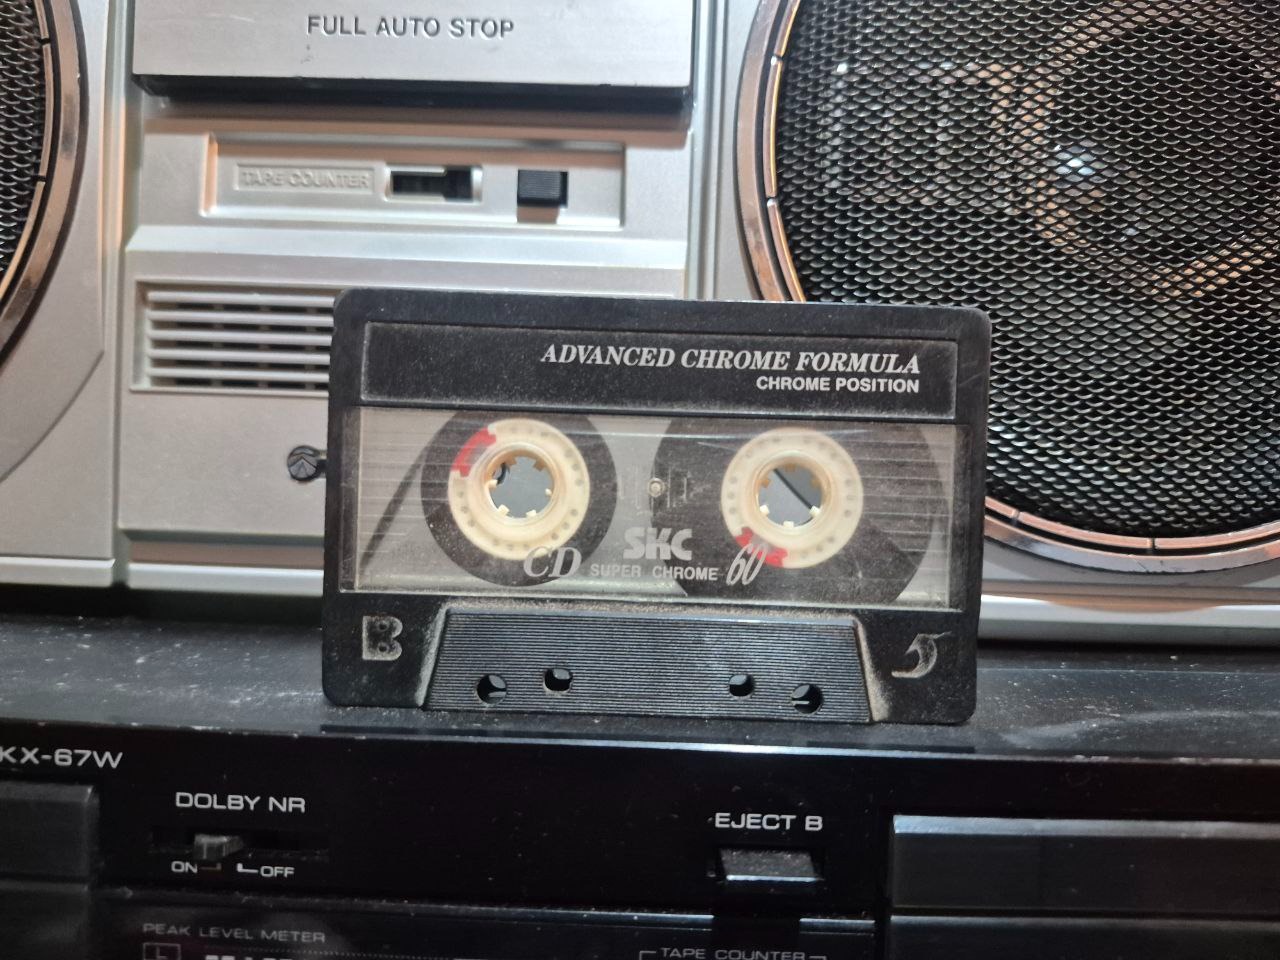 FULL AUTO STOP
TAPE COUNTER
ADVANCED CHROME FORMULA
CHROME POSITION
SKC
CD SUPER CHROME 60
B
5
KX-67W
DOLBY NR
ON OFF
EJECT B
PEAK LEVEL METER
TAPE COUNTER
L